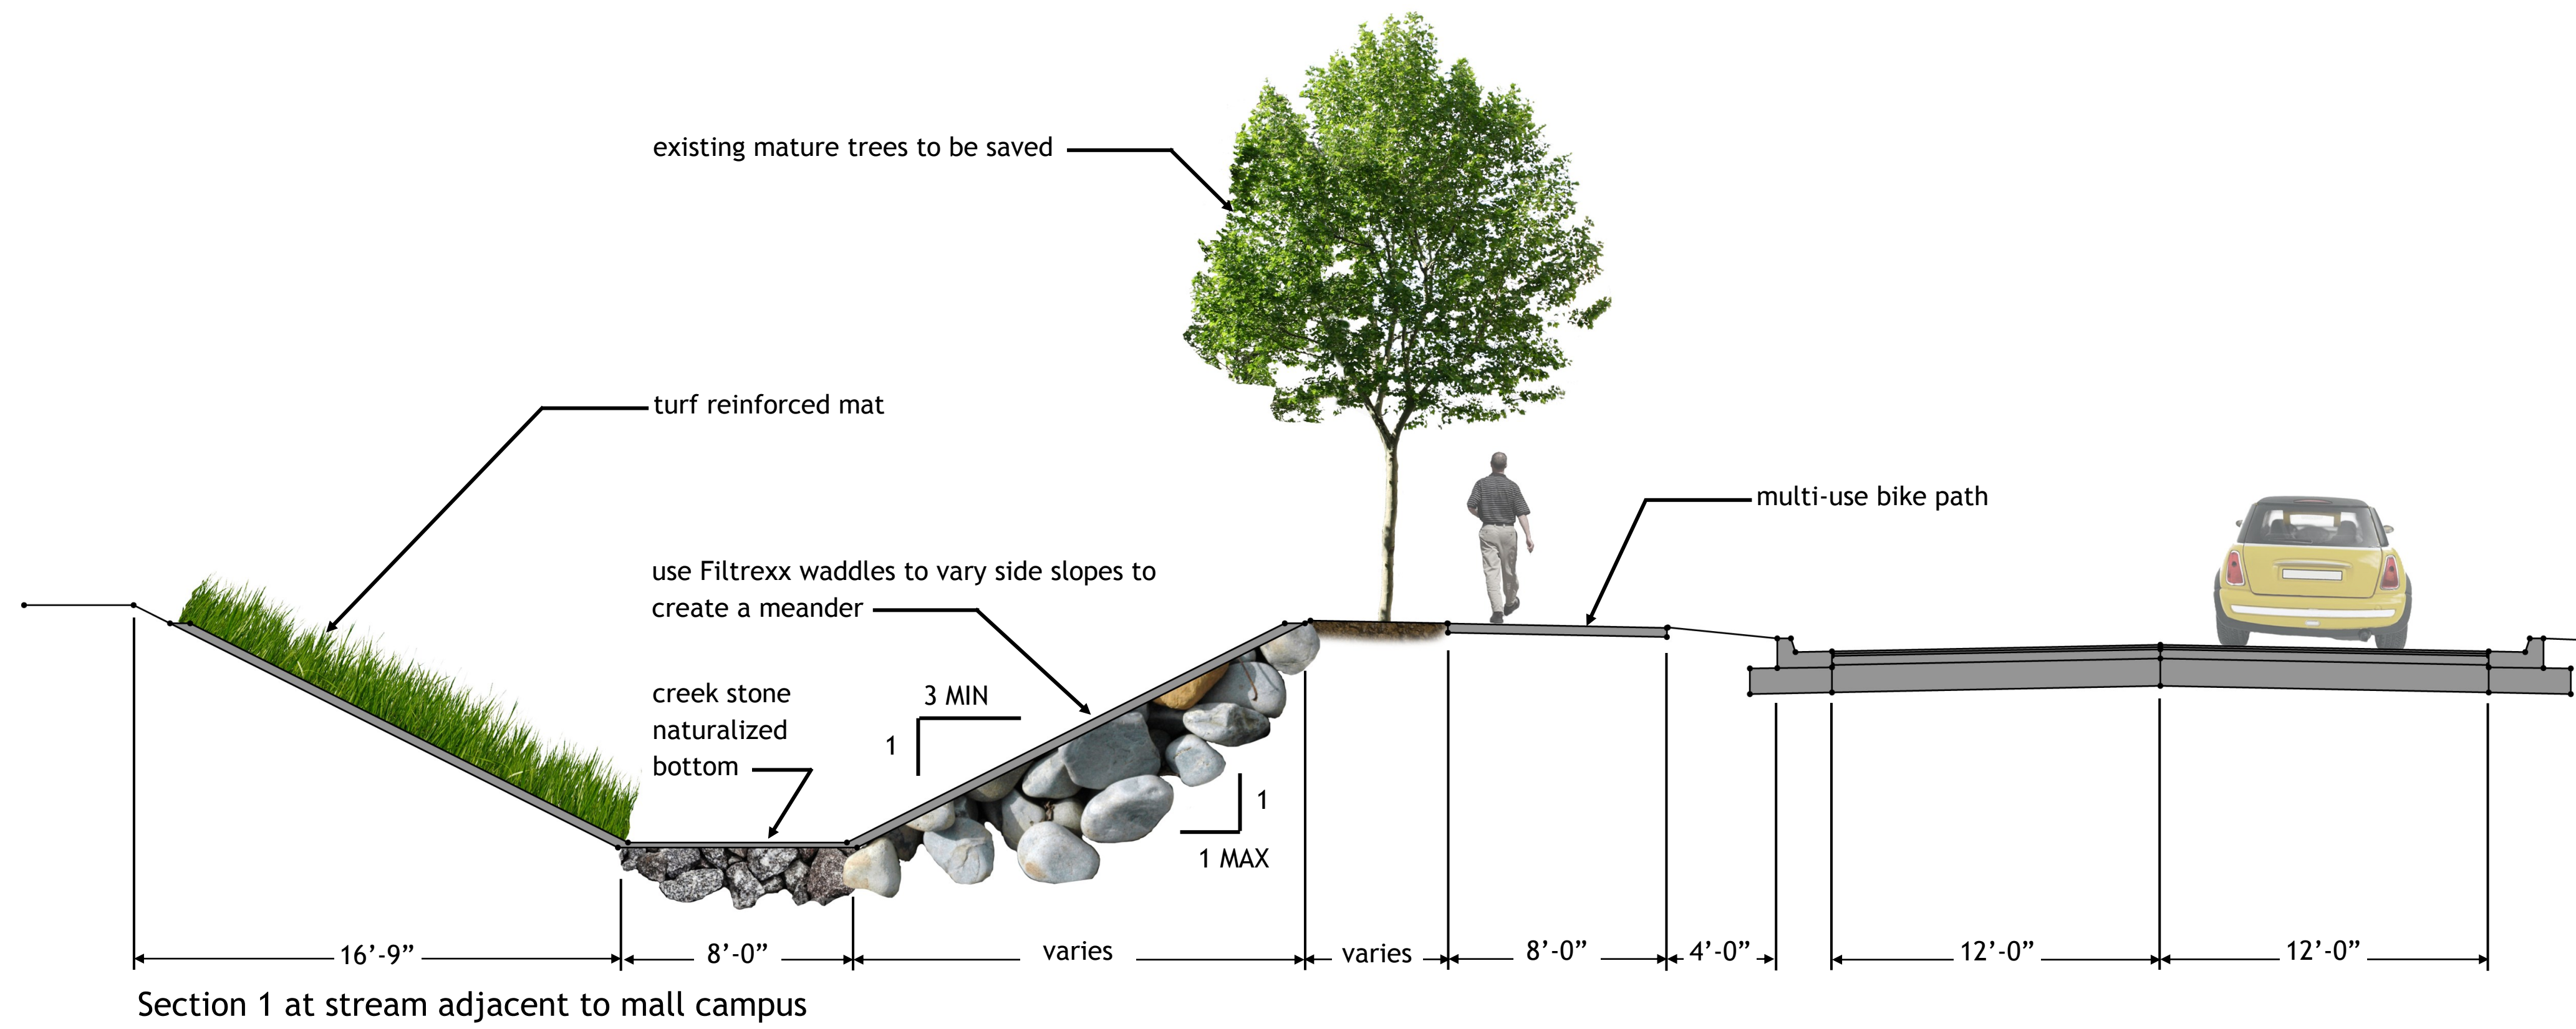 existing mature trees to be saved
turf reinforced mat
multi-use bike path
use Filtrexx waddles to vary side slopes to
create a meander
creek stone
naturalized
bottom
3 MIN
1
1
1 MAX
16’-9”
8’-0”
varies
varies
8’-0”
4’-0”
12’-0”
12’-0”
Section 1 at stream adjacent to mall campus